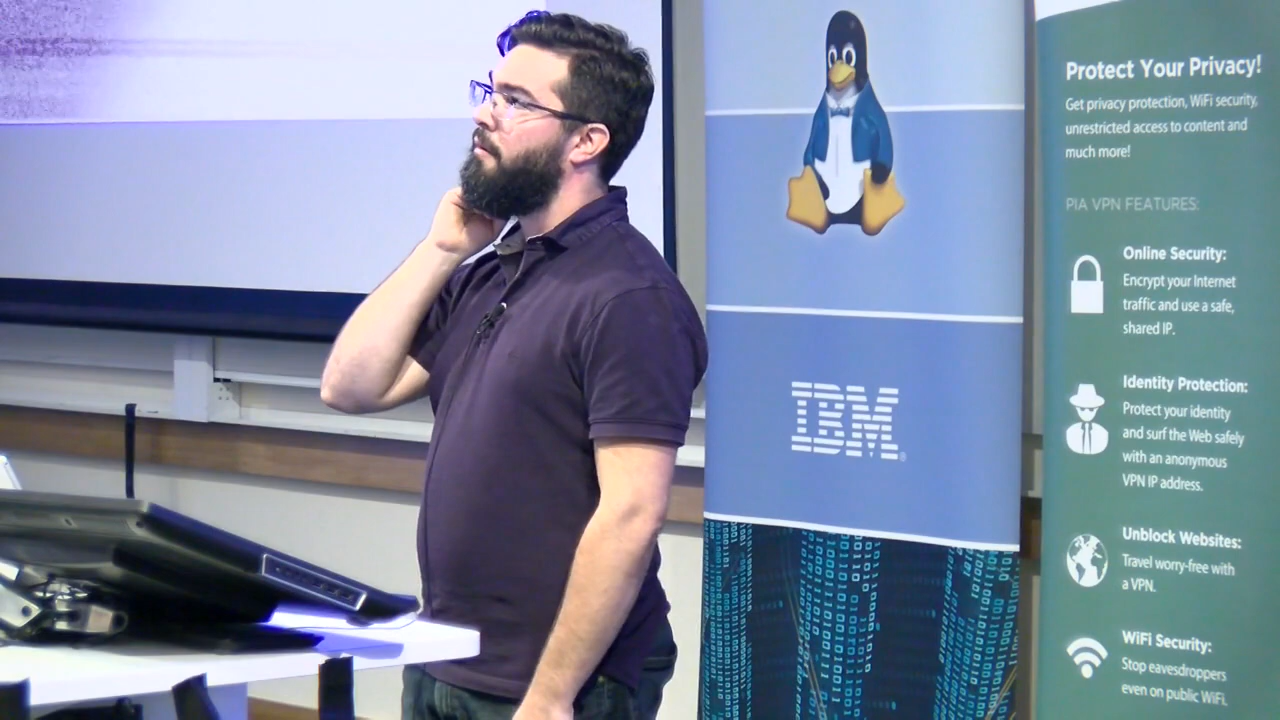 IBM
Protect Your Privacy!
Get privacy protection, WiFi security,
unrestricted access to content and
much more!
PIA VPN FEATURES:
Online Security:
Encrypt your Internet
traffic and use a safe,
shared IP.
Identity Protection:
Protect your identity
and surf the Web safely
with an anonymous
VPN IP address.
Unblock Websites:
Travel worry-free with
a VPN.
WiFi Security:
Stop eavesdroppers
even on public WiFi.